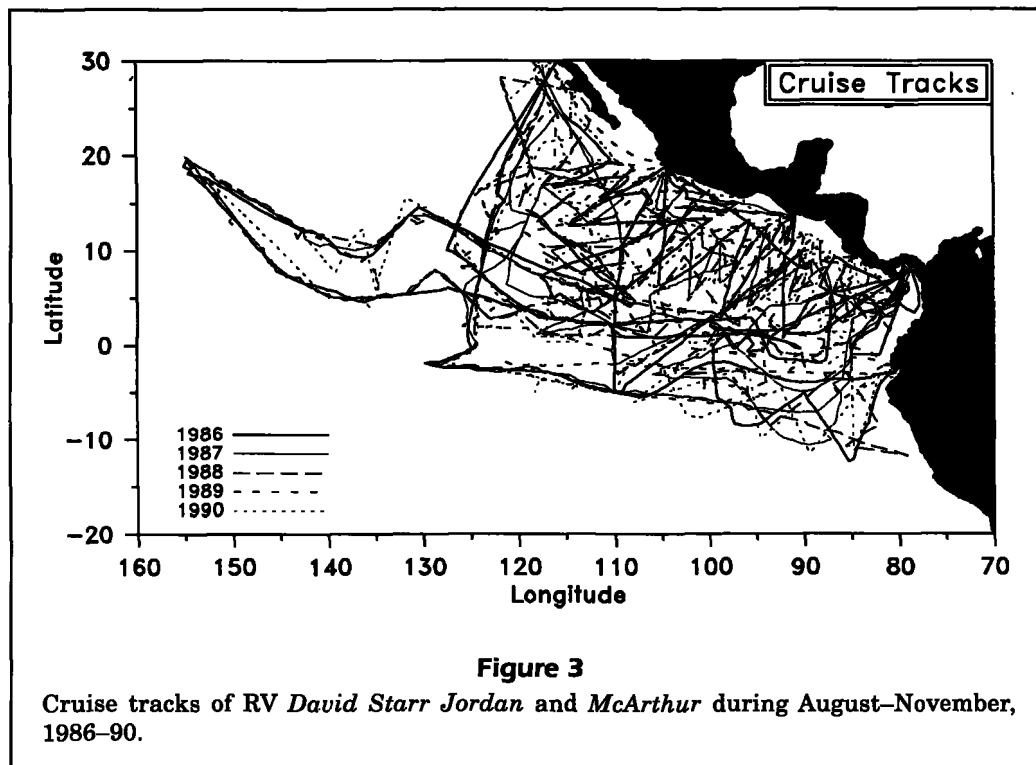 Cruise Tracks
30
20
10
0
−10
−20
Latitude
1986
1987
1988
1989
1990
160 150 140 130 120 110 100 90 80 70
Longitude
Figure 3
Cruise tracks of RV David Starr Jordan and McArthur during August–November,
1986–90.